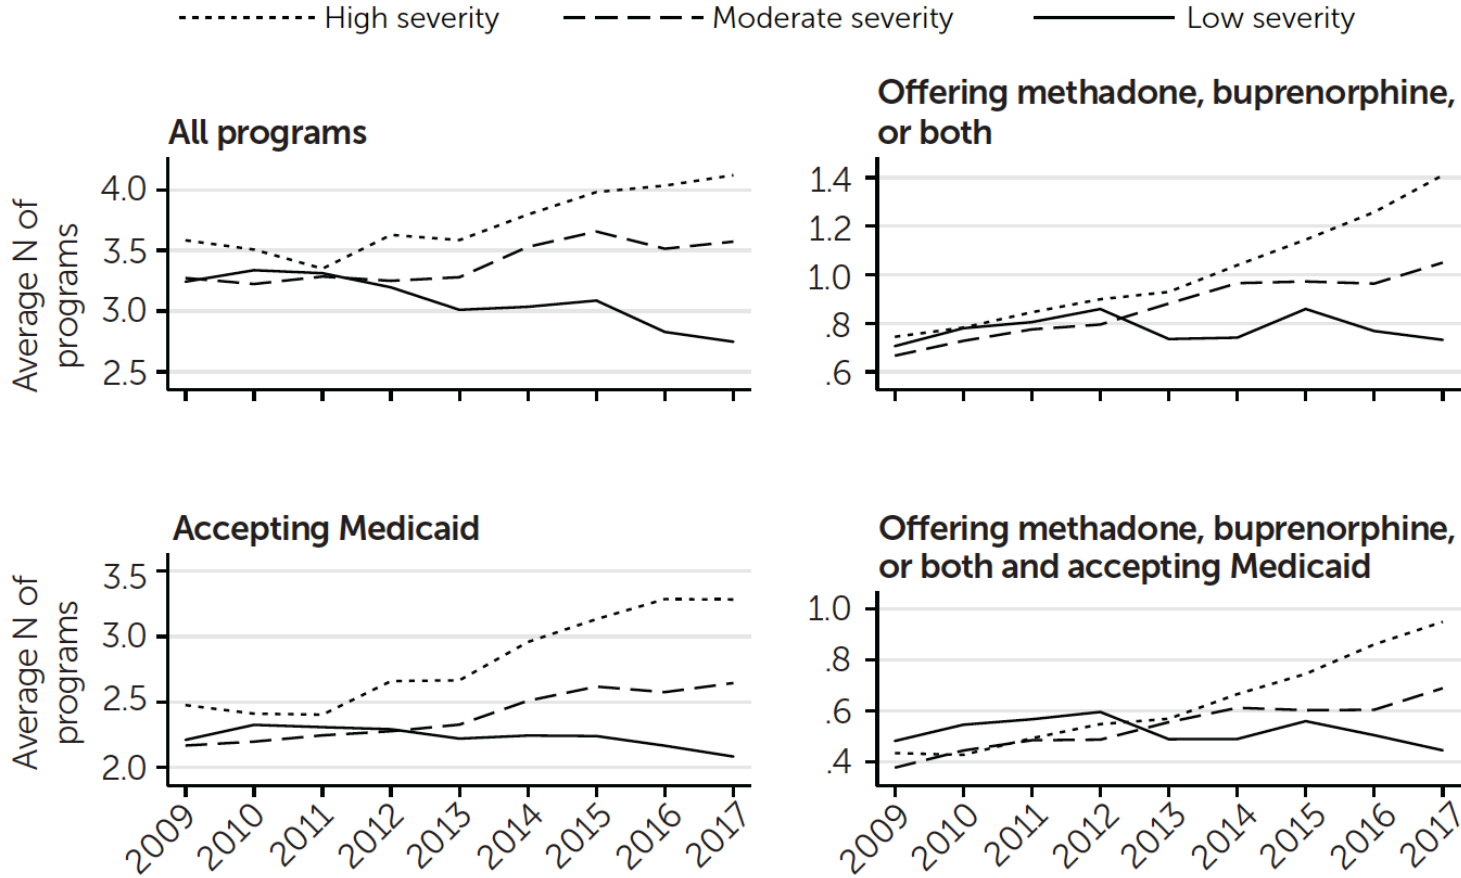 High severity
Moderate severity
Low severity
All programs
Average N of
programs
4.0
3.5
3.0
2.5
Offering methadone, buprenorphine,
or both
1.4
1.2
1.0
.8
.6
Accepting Medicaid
Average N of
programs
3.5
3.0
2.5
2.0
2009
2010
2011
2012
2013
2014
2015
2016
2017
Offering methadone, buprenorphine,
or both and accepting Medicaid
1.0
.8
.6
.4
2009
2010
2011
2012
2013
2014
2015
2016
2017